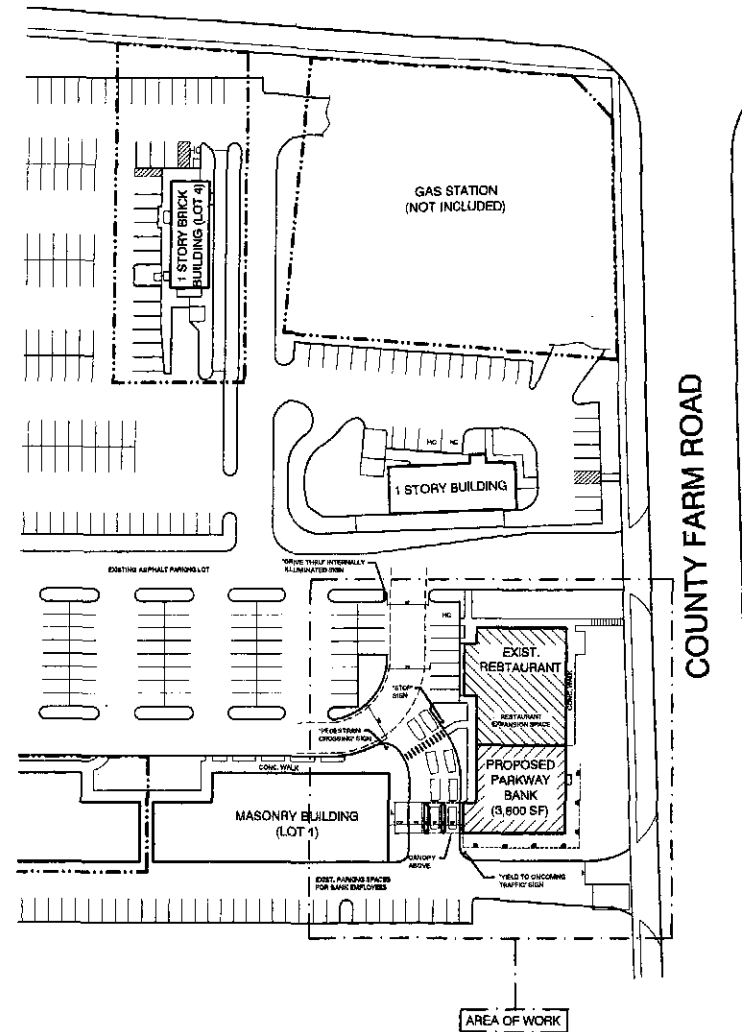 GAS STATION
(NOT INCLUDED)
1 STORY BRICK
BUILDING (LOT 4)
COUNTY FARM ROAD
HC HC
1 STORY BUILDING
EXISTING ASPHALT PARKING LOT
"DRIVE THRU" INTERNALLY
ILLUMINATED SIGN
HC
EXIST.
RESTAURANT
CONC. WALK
RESTAURANT
EXPANSION SPACE
"STOP"
SIGN
"PEDESTRIAN
CROSSING" SIGN
CONC. WALK
PROPOSED
PARKWAY
BANK
(3,800 SF)
MASONRY BUILDING
(LOT 1)
CANOPY
ABOVE
EXIST. PARKING SPACES
FOR BANK EMPLOYEES
"YIELD TO ONCOMING
TRAFFIC" SIGN
AREA OF WORK